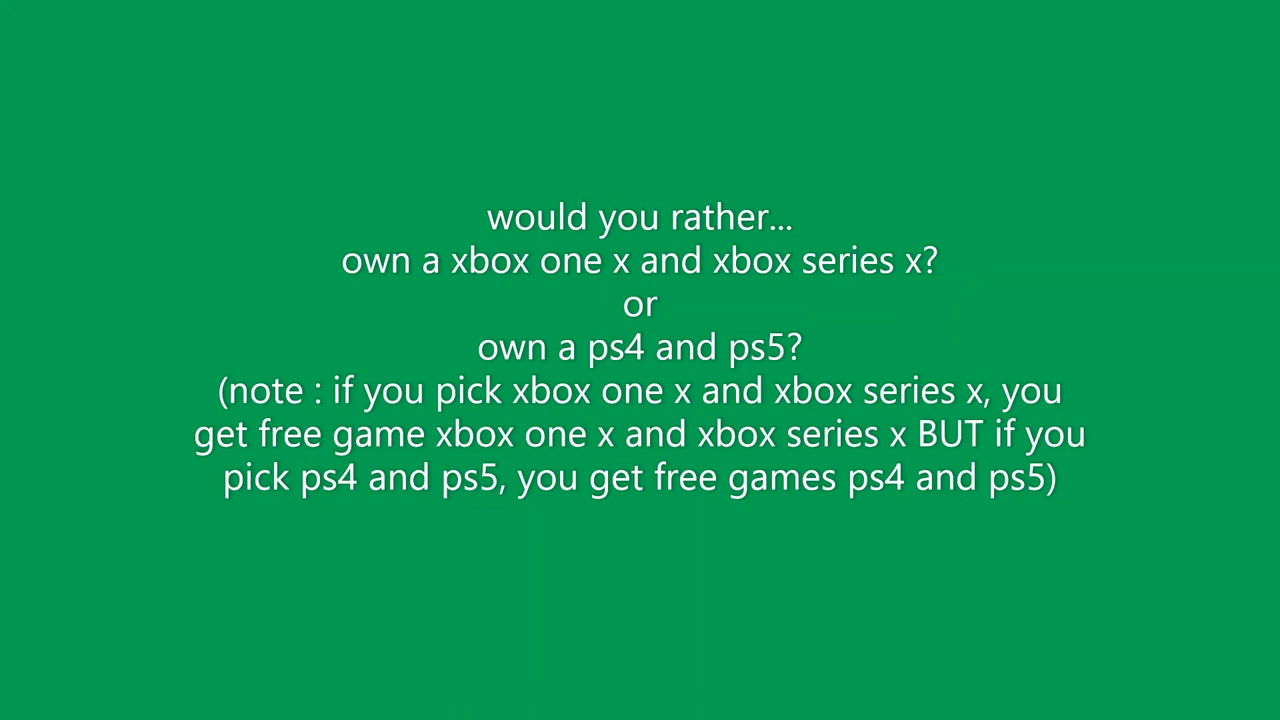 would you rather...
own a xbox one x and xbox series x?
or
own a ps4 and ps5?
(note : if you pick xbox one x and xbox series x, you
get free game xbox one x and xbox series x BUT if you
pick ps4 and ps5, you get free games ps4 and ps5)